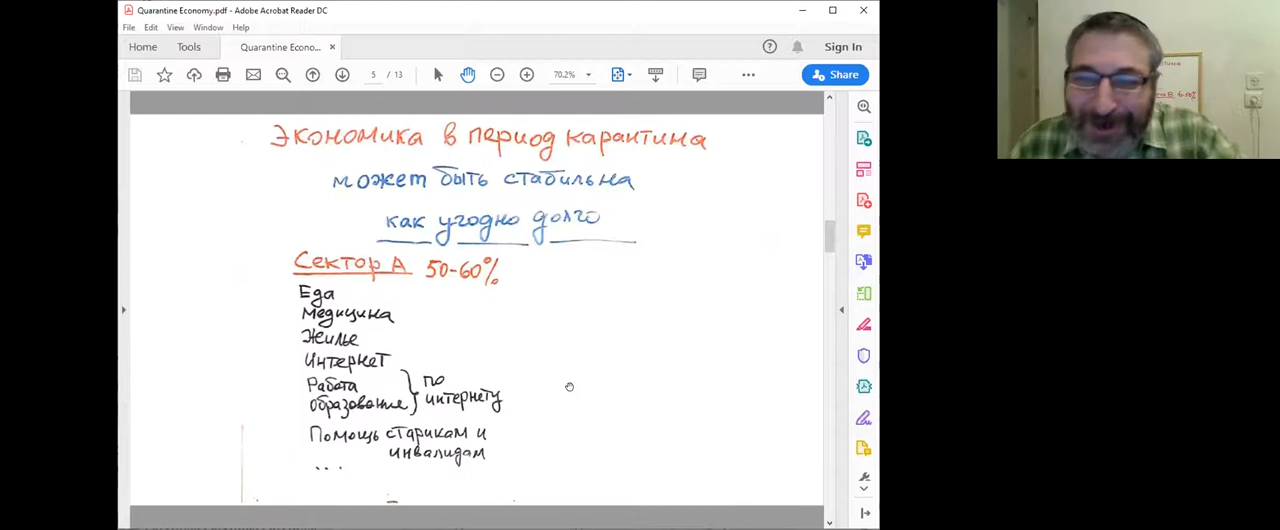 Quarantine Economy.pdf - Adobe Acrobat Reader DC
File Edit View Window Help
Home Tools Quarantine Econo... × Sign In
5 / 13 70.2% Share
Экономика в период карантина
может быть стабильна
как угодно долго
Сектор А 50-60%
Еда
Медицина
Жилье
Интернет
Работа
образование
по
интернету
Помощь старикам и
инвалидам
...